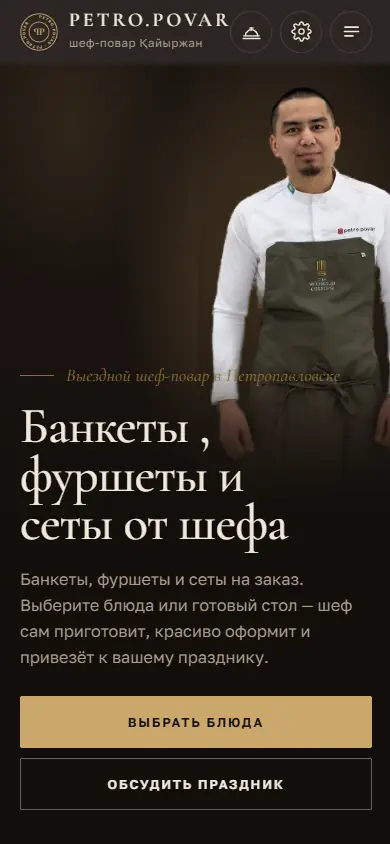 PETRO.POVAR
шеф-повар Қайыржан
petro.povar
Выездной шеф-повар в Петропавловске
Банкеты ,
фуршеты и
сеты от шефа
Банкеты, фуршеты и сеты на заказ.
Выберите блюда или готовый стол — шеф
сам приготовит, красиво оформит и
привезёт к вашему празднику.
ВЫБРАТЬ БЛЮДА
ОБСУДИТЬ ПРАЗДНИК